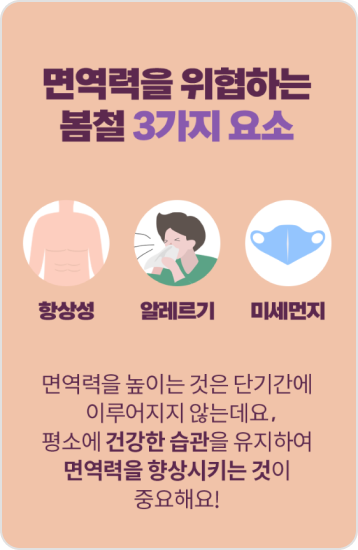 면역력을 위협하는
봄철 3가지 요소
항상성
알레르기
미세먼지
면역력을 높이는 것은 단기간에
이루어지지 않는데요,
평소에 건강한 습관을 유지하여
면역력을 향상시키는 것이
중요해요!